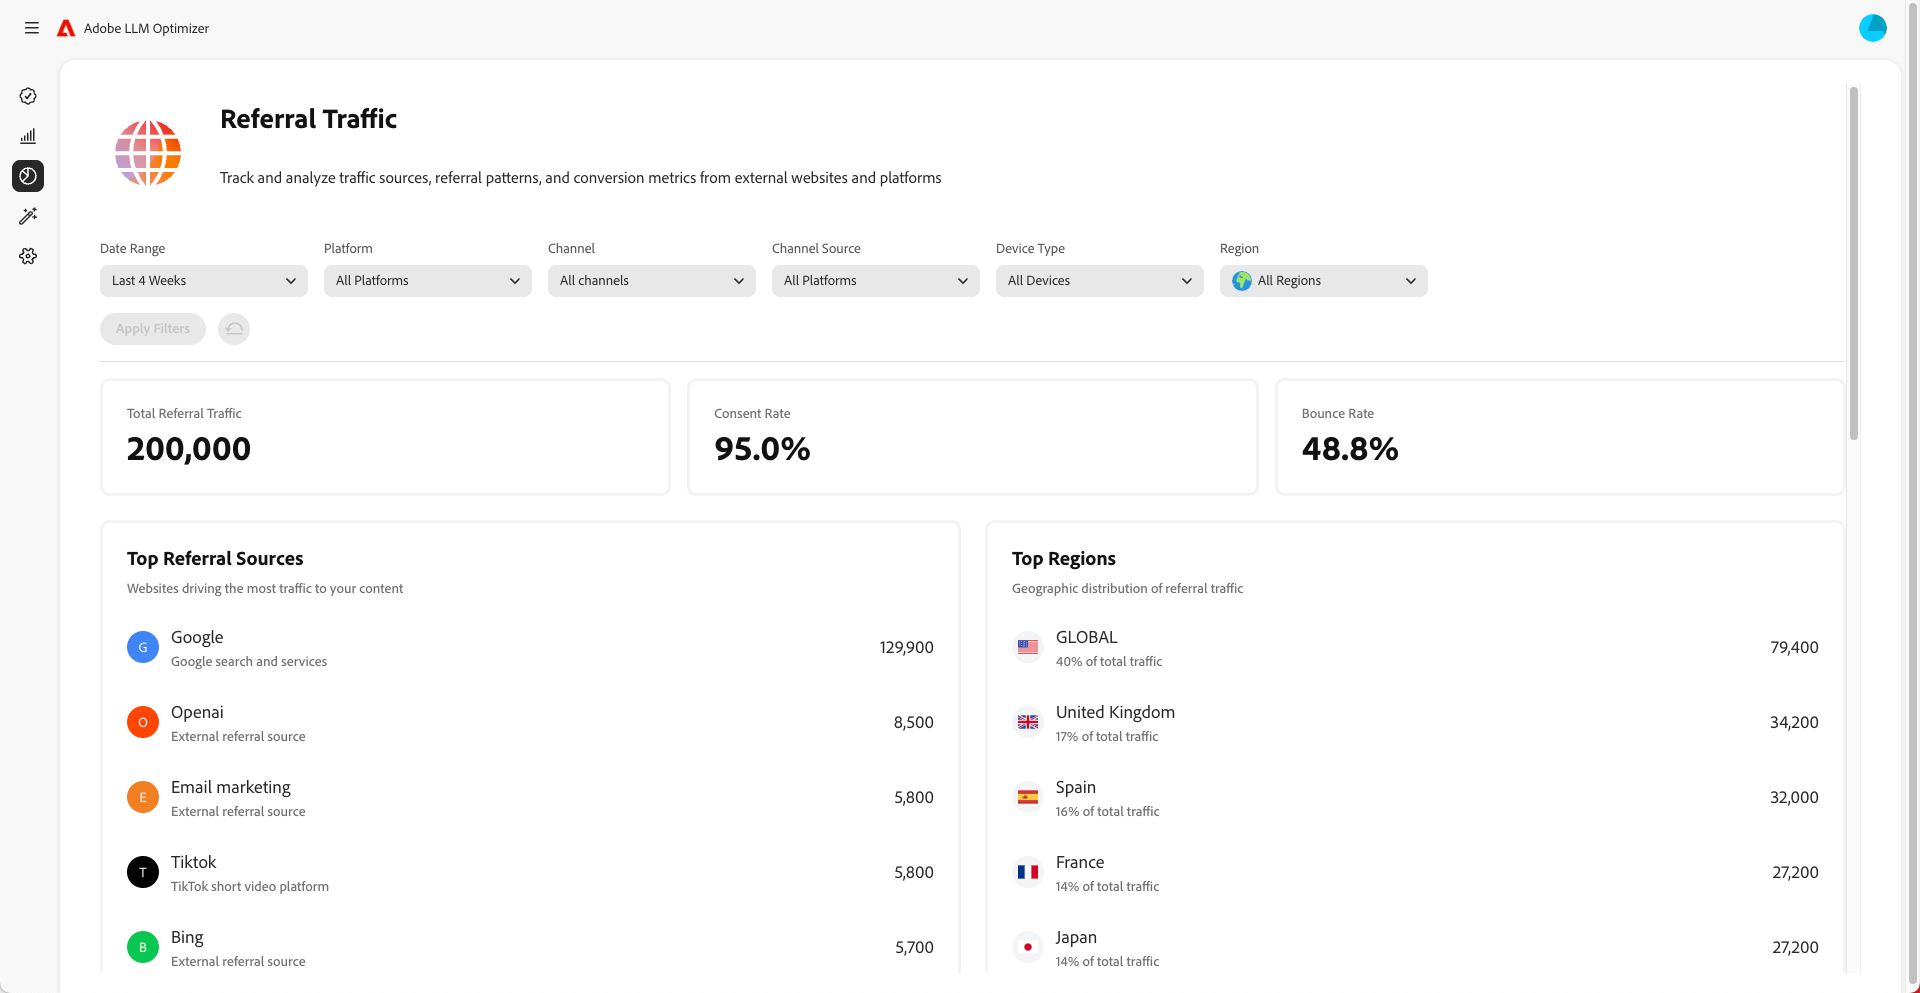 Adobe LLM Optimizer
Referral Traffic
Track and analyze traffic sources, referral patterns, and conversion metrics from external websites and platforms
Date Range
Last 4 Weeks
Platform
All Platforms
Channel
All channels
Channel Source
All Platforms
Device Type
All Devices
Region
All Regions
Apply Filters
Total Referral Traffic
200,000
Consent Rate
95.0%
Bounce Rate
48.8%
Top Referral Sources
Websites driving the most traffic to your content
G
Google
Google search and services
129,900
O
Openai
External referral source
8,500
E
Email marketing
External referral source
5,800
T
Tiktok
TikTok short video platform
5,800
B
Bing
External referral source
5,700
Top Regions
Geographic distribution of referral traffic
GLOBAL
40% of total traffic
79,400
United Kingdom
17% of total traffic
34,200
Spain
16% of total traffic
32,000
France
14% of total traffic
27,200
Japan
14% of total traffic
27,200